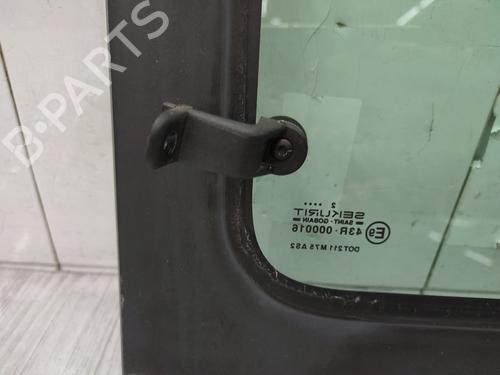 B-PARTS
2
....
SEKURIT
SAINT-GOBAIN
E9 43R-000016
DOT211 M75 AS2